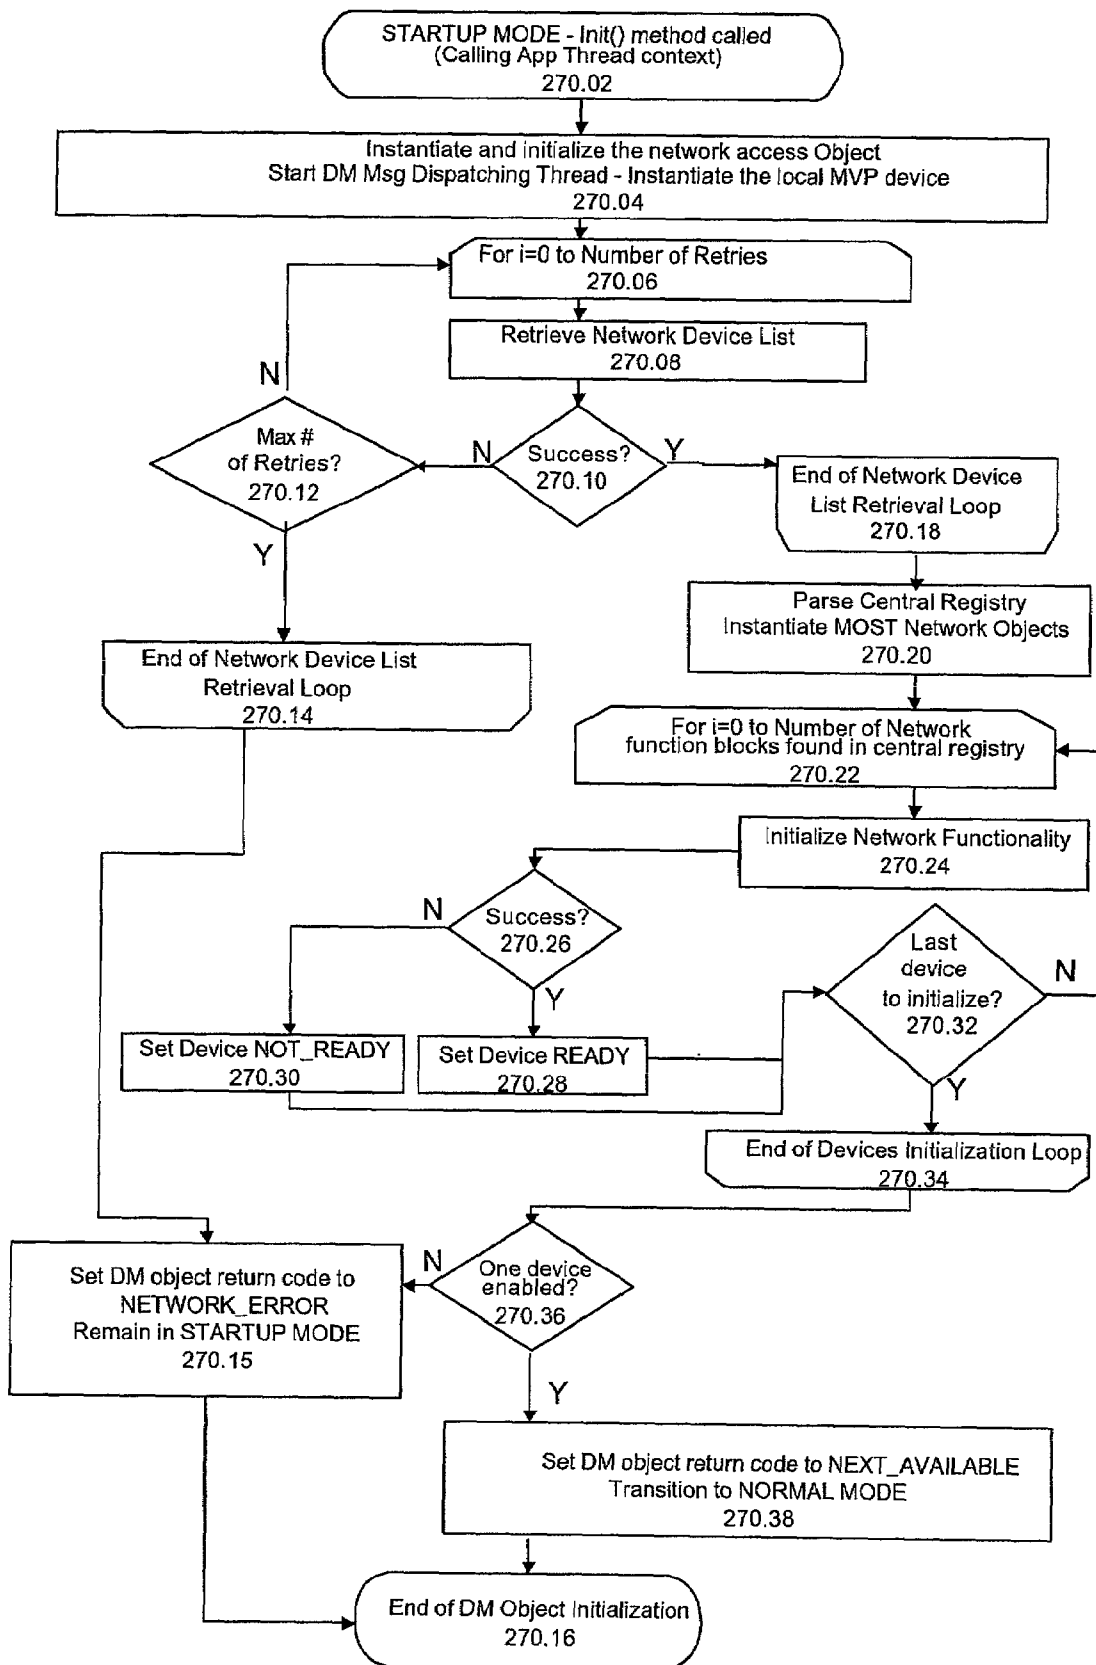 STARTUP MODE - Init() method called
(Calling App Thread context)
270.02
Instantiate and initialize the network access Object
Start DM Msg Dispatching Thread - Instantiate the local MVP device
270.04
For i=0 to Number of Retries
270.06
Retrieve Network Device List
270.08
N
Max #
of Retries?
270.12
N
Success?
270.10
Y
End of Network Device
List Retrieval Loop
270.18
Y
Parse Central Registry
Instantiate MOST Network Objects
270.20
End of Network Device List
Retrieval Loop
270.14
For i=0 to Number of Network
function blocks found in central registry
270.22
Initialize Network Functionality
270.24
N
Success?
270.26
Y
Last
device
to initialize?
270.32
N
Set Device NOT_READY
270.30
Set Device READY
270.28
Y
End of Devices Initialization Loop
270.34
Set DM object return code to
NETWORK_ERROR
Remain in STARTUP MODE
270.15
N
One device
enabled?
270.36
Y
Set DM object return code to NEXT_AVAILABLE
Transition to NORMAL MODE
270.38
End of DM Object Initialization
270.16